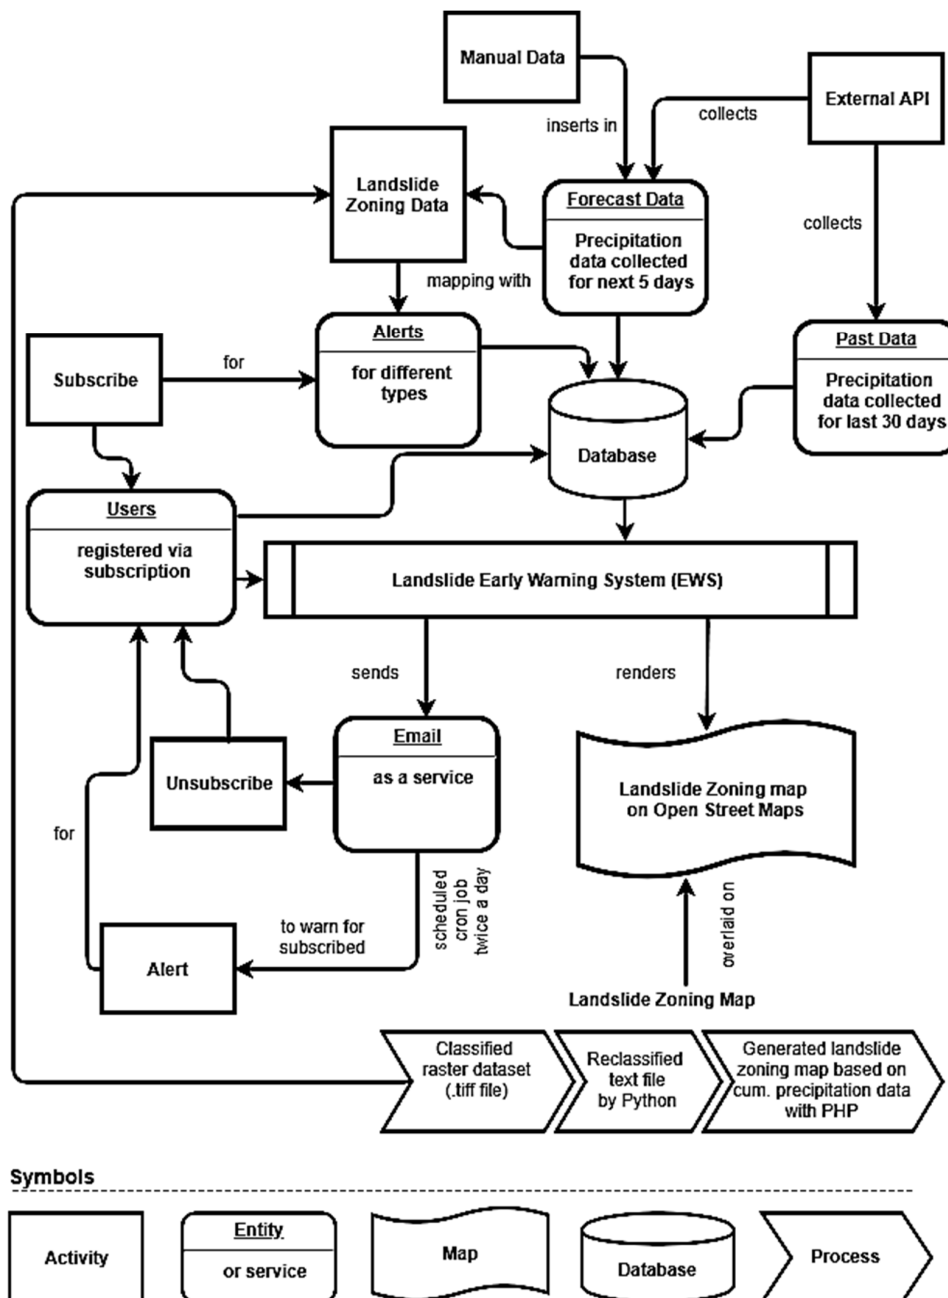 Manual Data
External API
inserts in
collects
collects
Landslide
Zoning Data
Forecast Data
Precipitation
data collected
for next 5 days
mapping with
Alerts
for different
types
Subscribe
for
Past Data
Precipitation
data collected
for last 30 days
Database
Users
registered via
subscription
Landslide Early Warning System (EWS)
sends
renders
Email
as a service
Unsubscribe
Landslide Zoning map
on Open Street Maps
for
scheduled
cron job
twice a day
to warn for
subscribed
Alert
overlaid on
Landslide Zoning Map
Classified
raster dataset
(.tiff file)
Reclassified
text file
by Python
Generated landslide
zoning map based on
cum. precipitation data
with PHP
Symbols
Activity
Entity
or service
Map
Database
Process